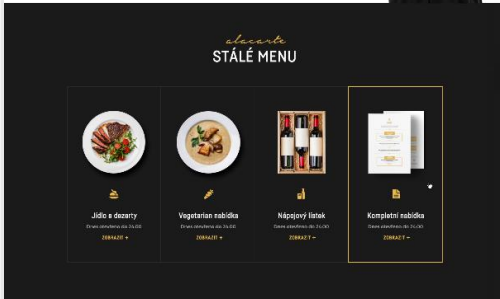 alacarte
STÁLÉ MENU
Jídlo a dezerty
Dnes otevřeno do 24:00
ZOBRAZIT
Vegetarian nabídka
Dnes otevřeno do 24:00
ZOBRAZIT
Nápojový lístek
Dnes otevřeno do 24:00
ZOBRAZIT
Kompletní nabídka
Dnes otevřeno do 24:00
ZOBRAZIT